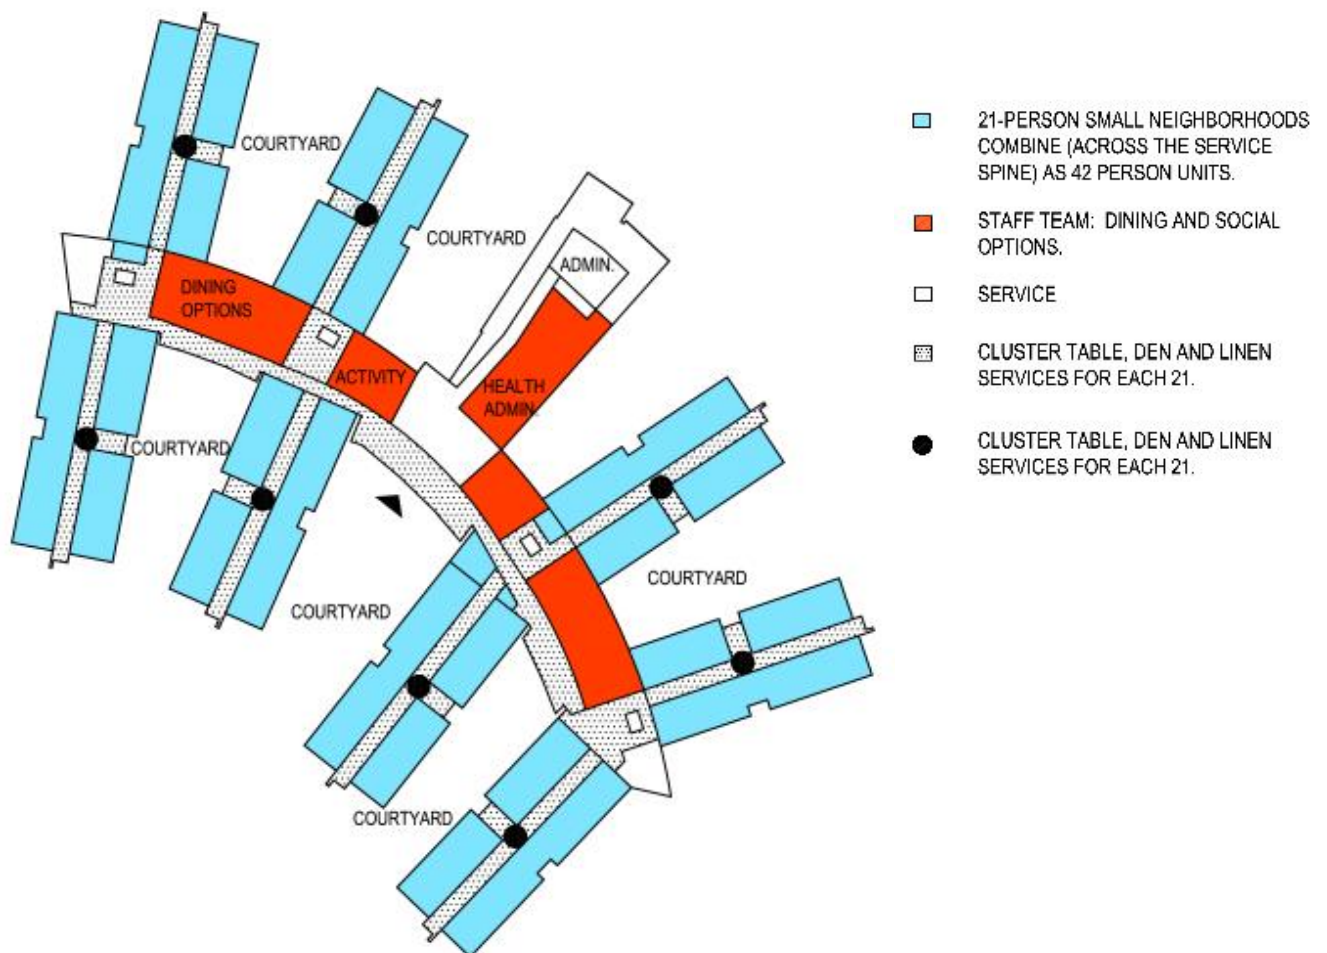 COURTYARD
COURTYARD
ADMIN.
DINING
OPTIONS
ACTIVITY
HEALTH
ADMIN.
COURTYARD
COURTYARD
COURTYARD
COURTYARD
21-PERSON SMALL NEIGHBORHOODS
COMBINE (ACROSS THE SERVICE
SPINE) AS 42 PERSON UNITS.
STAFF TEAM: DINING AND SOCIAL
OPTIONS.
SERVICE
CLUSTER TABLE, DEN AND LINEN
SERVICES FOR EACH 21.
CLUSTER TABLE, DEN AND LINEN
SERVICES FOR EACH 21.